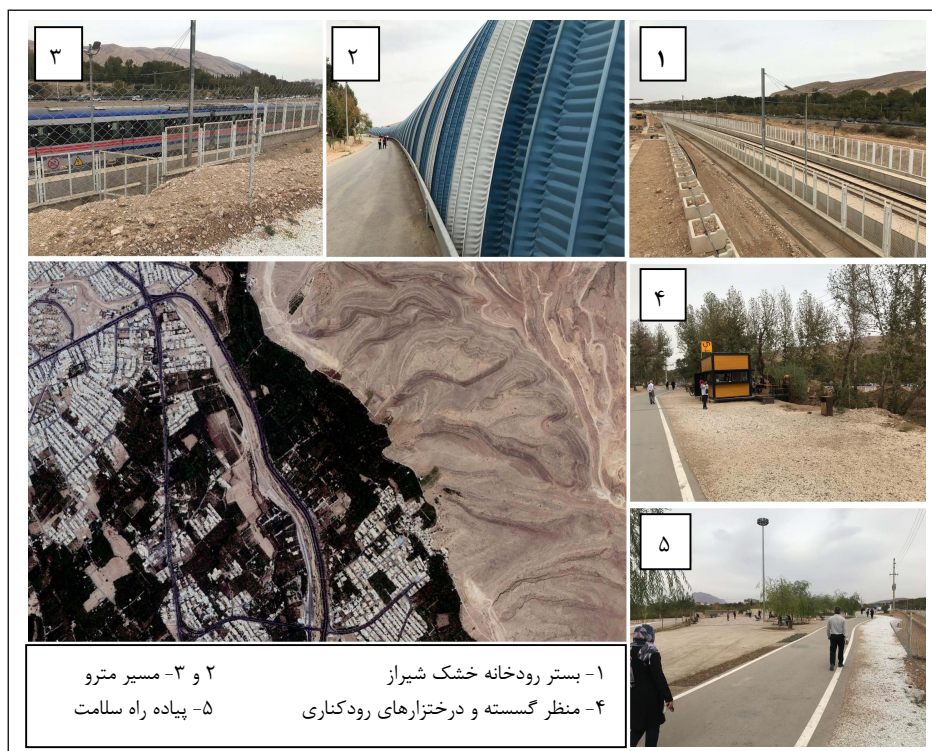 ۳
۲
۱
۴
۵
۱- بستر رودخانه خشک شیراز
۲ و ۳- مسیر مترو
۴- منظر گسسته و درختزارهای رودکناری
۵- پیاده راه سلامت